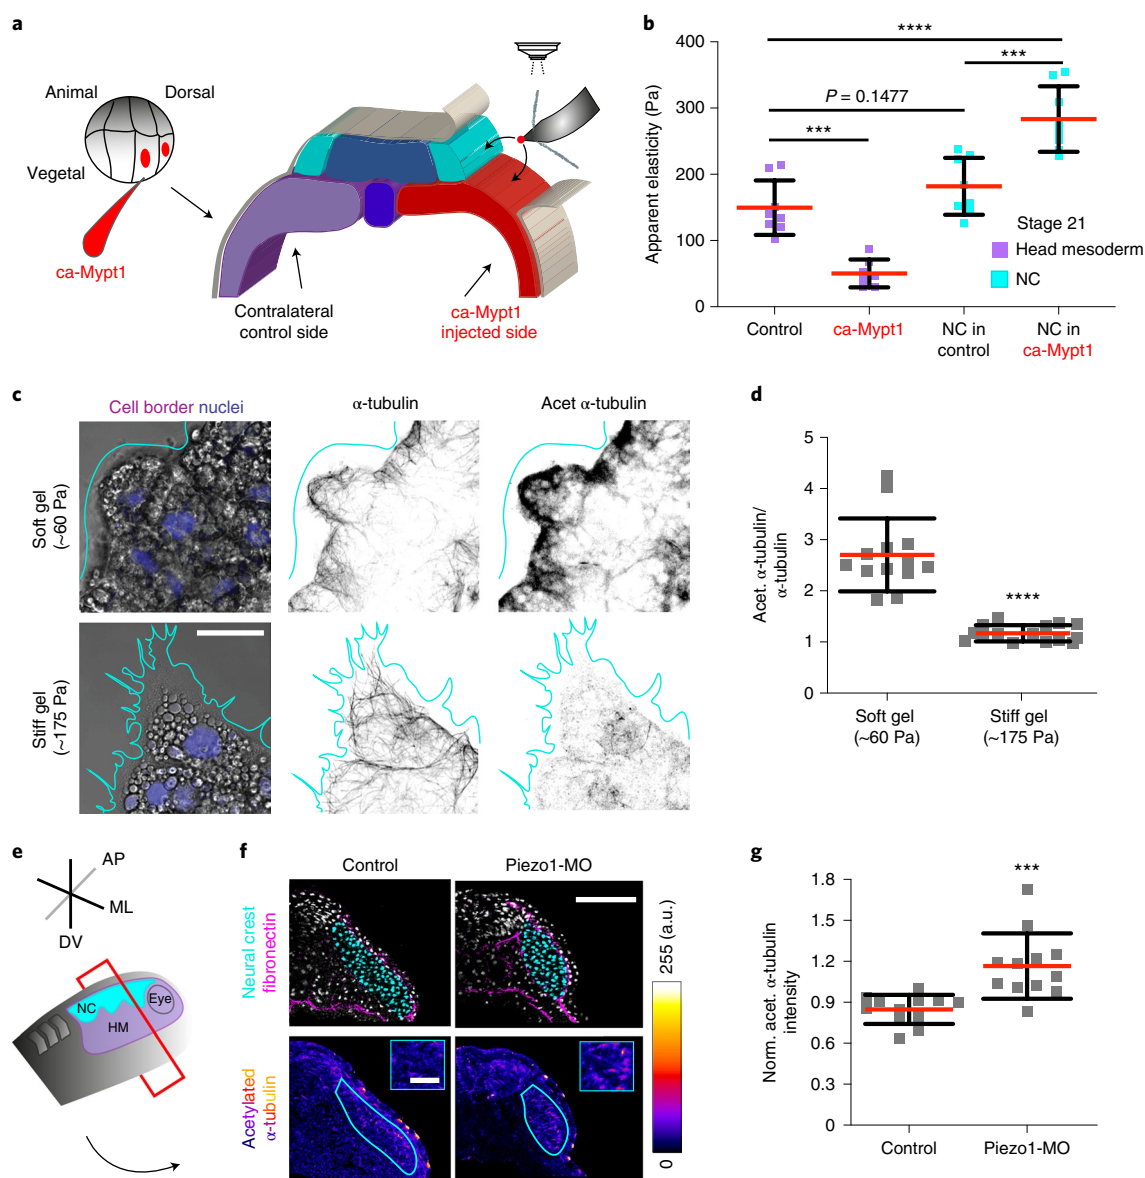 a
Animal
Dorsal
Vegetal
ca-Mypt1
Contralateral
control side
ca-Mypt1
injected side
b
Apparent elasticity (Pa)
400
300
200
100
0
****
***
P = 0.1477
***
Stage 21
Head mesoderm
NC
Control
ca-Mypt1
NC in
control
NC in
ca-Mypt1
c
Cell border nuclei
α-tubulin
Acet α-tubulin
Soft gel
(~60 Pa)
Stiff gel
(~175 Pa)
d
Acet. α-tubulin/
α-tubulin
5
4
3
2
1
0
****
Soft gel
(~60 Pa)
Stiff gel
(~175 Pa)
e
AP
ML
DV
NC
Eye
HM
f
Control
Piezo1-MO
Neural crest
fibronectin
Acetylated
α-tubulin
255 (a.u.)
0
g
Norm. acet. α-tubulin
intensity
1.8
1.5
1.2
0.9
0.6
0.3
0
***
Control
Piezo1-MO